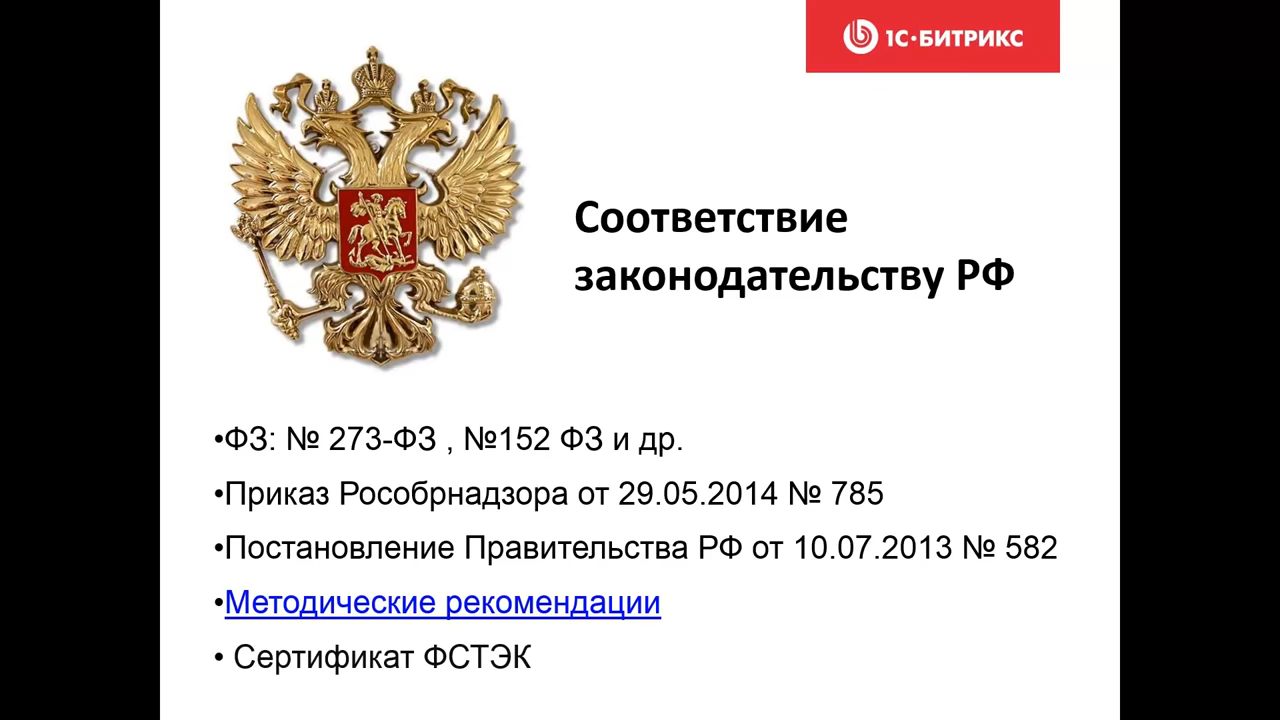 1С•БИТРИКС
Соответствие
законодательству РФ
•ФЗ: № 273-ФЗ , №152 ФЗ и др.
•Приказ Рособрнадзора от 29.05.2014 № 785
•Постановление Правительства РФ от 10.07.2013 № 582
•Методические рекомендации
• Сертификат ФСТЭК